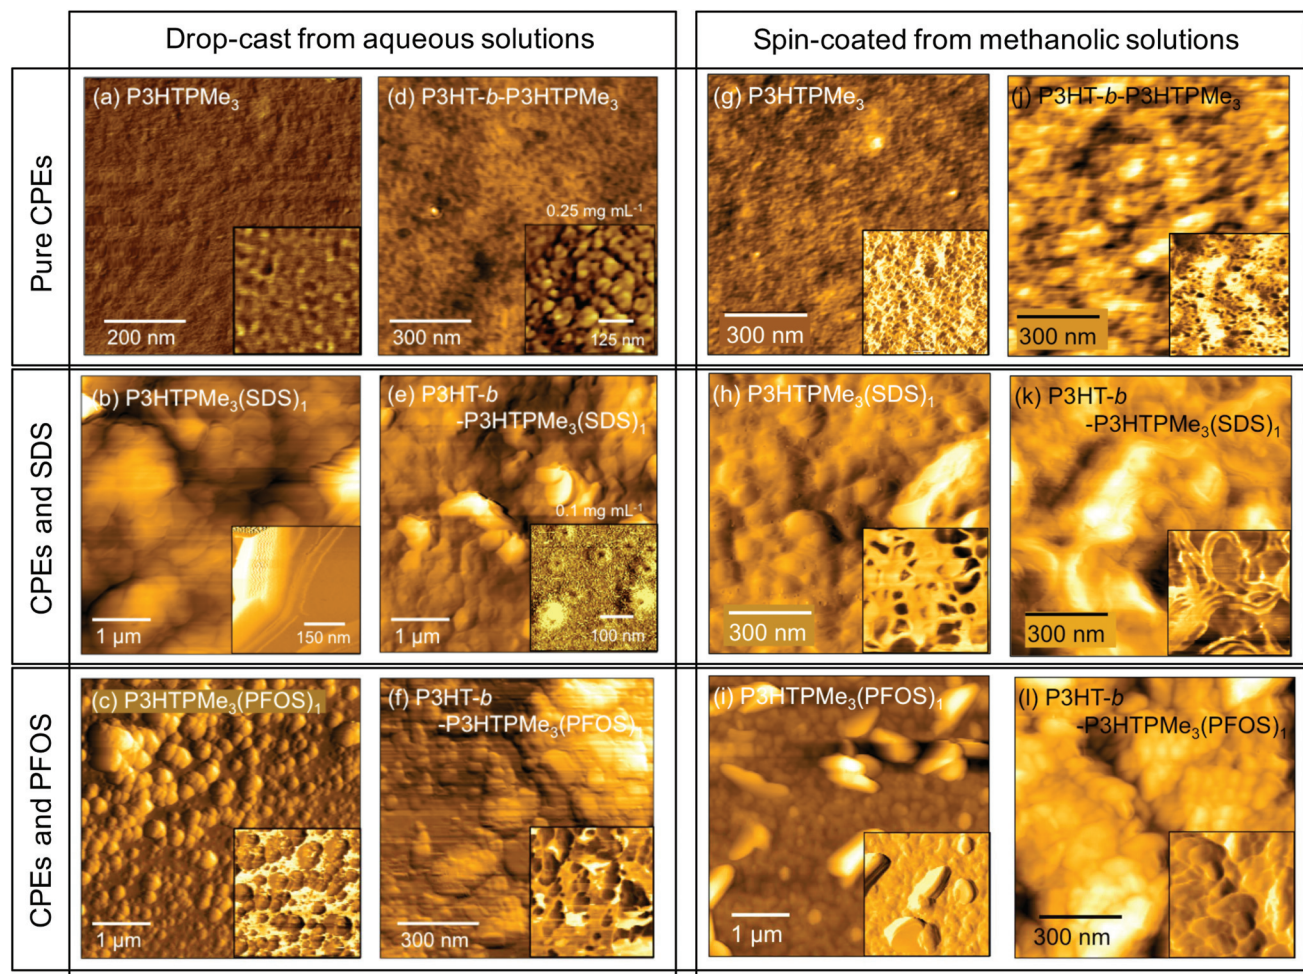 Drop-cast from aqueous solutions
Spin-coated from methanolic solutions
Pure CPEs
(a) P3HTPMe3
200 nm
(d) P3HT-b-P3HTPMe3
0.25 mg mL-1
300 nm
125 nm
(g) P3HTPMe3
300 nm
(j) P3HT-b-P3HTPMe3
300 nm
CPEs and SDS
(b) P3HTPMe3(SDS)1
1 µm
150 nm
(e) P3HT-b
-P3HTPMe3(SDS)1
0.1 mg mL-1
1 µm
100 nm
(h) P3HTPMe3(SDS)1
300 nm
(k) P3HT-b
-P3HTPMe3(SDS)1
300 nm
CPEs and PFOS
(c) P3HTPMe3(PFOS)1
1 µm
(f) P3HT-b
-P3HTPMe3(PFOS)
300 nm
(i) P3HTPMe3(PFOS)1
1 µm
(l) P3HT-b
-P3HTPMe3(PFOS)1
300 nm